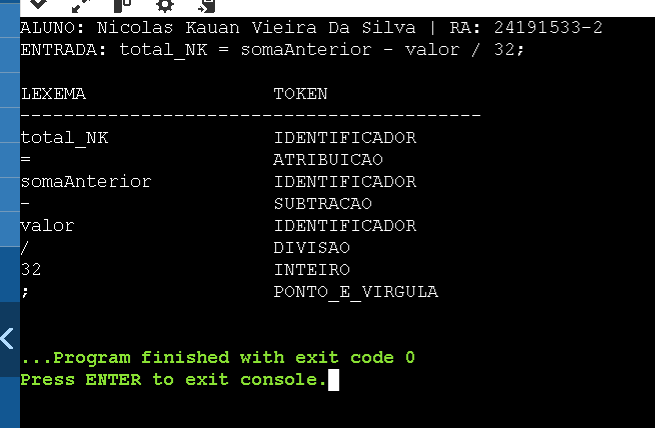 ALUNO: Nicolas Kauan Vieira Da Silva | RA: 24191533-2
ENTRADA: total_NK = somaAnterior - valor / 32;
LEXEMA TOKEN
------------------------------------------
total_NK IDENTIFICADOR
= ATRIBUICAO
somaAnterior IDENTIFICADOR
- SUBTRACAO
valor IDENTIFICADOR
/ DIVISAO
32 INTEIRO
; PONTO_E_VIRGULA
...Program finished with exit code 0
Press ENTER to exit console.